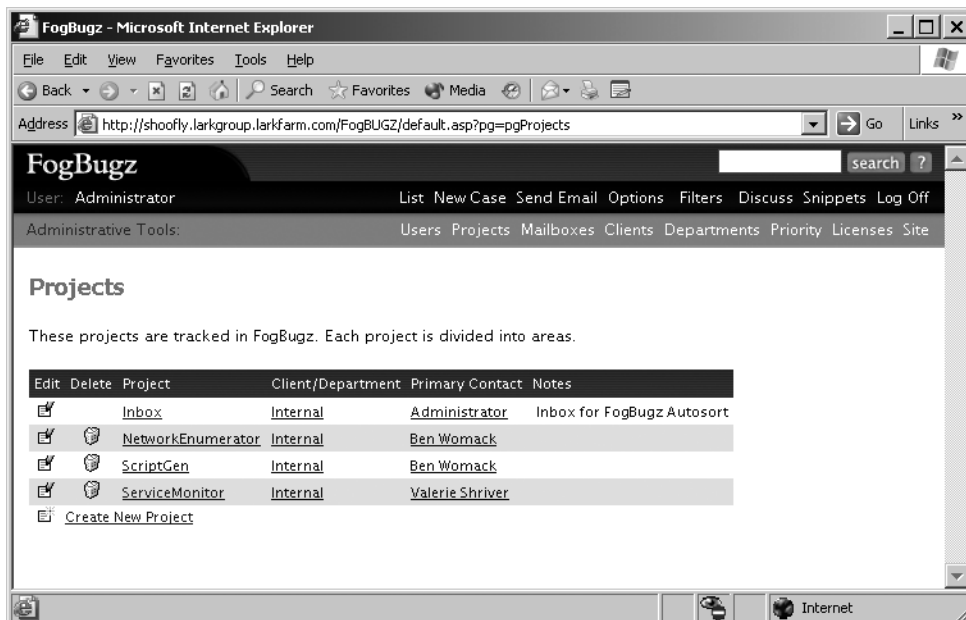 FogBugz - Microsoft Internet Explorer
File Edit View Favorites Tools Help
Back Search Favorites Media
Address http://shoofly.larkgroup.larkfarm.com/FogBUGZ/default.asp?pg=pgProjects Go Links »
FogBugz search ?
User: Administrator List New Case Send Email Options Filters Discuss Snippets Log Off
Administrative Tools: Users Projects Mailboxes Clients Departments Priority Licenses Site
Projects
These projects are tracked in FogBugz. Each project is divided into areas.
Edit Delete Project Client/Department Primary Contact Notes
Inbox Internal Administrator Inbox for FogBugz Autosort
NetworkEnumerator Internal Ben Womack
ScriptGen Internal Ben Womack
ServiceMonitor Internal Valerie Shriver
Create New Project
Internet